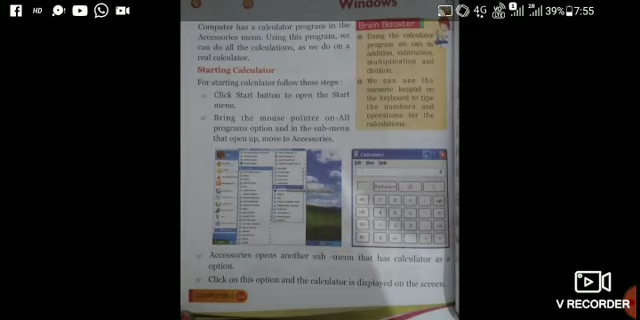 HD
4G
39% 7:55
Windows
Computer has a calculator program in the
Accessories menu. Using this program, we
can do all the calculations, as we do on a
real calculator.
Starting Calculator
For starting calculator follow these steps :
Click Start button to open the Start
menu.
Bring the mouse pointer on-All
programs option and in the sub-menu
that open up, move to Accessories.
Brain Booster
Using the calculator
program we can do
addition, subtraction,
multiplication and
division.
We can use the
numeric keypad on
the keyboard to type
the numbers and
operations for the
calculations.
Calculator
Edit View Help
Backspace CE C
Accessories opens another sub -menu that has calculator as a
option.
Click on this option and the calculator is displayed on the screen.
V RECORDER